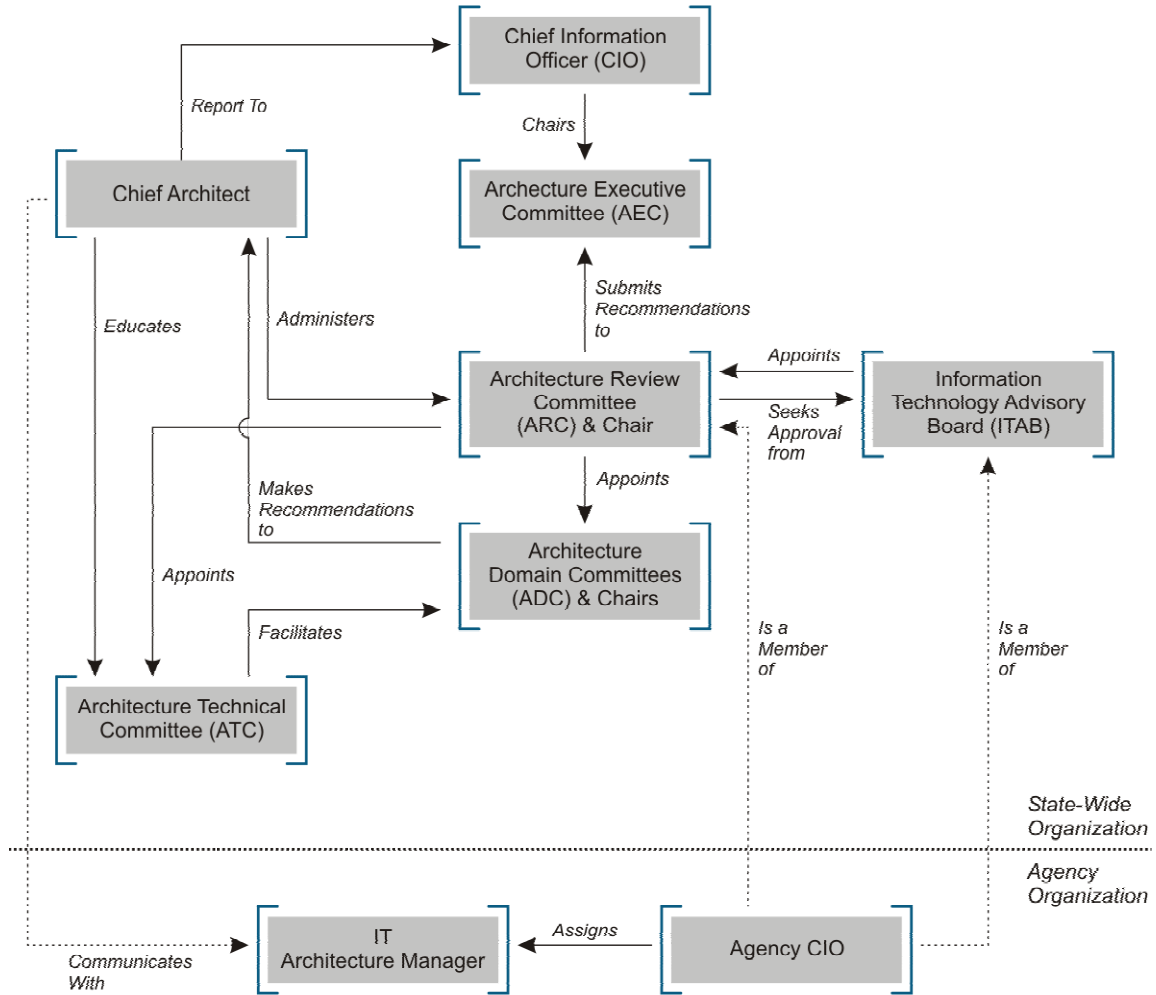 Chief Information
Officer (CIO)
Report To
Chairs
Chief Architect
Archecture Executive
Committee (AEC)
Educates
Administers
Submits
Recommendations
to
Architecture Review
Committee
(ARC) & Chair
Appoints
Seeks
Approval
from
Information
Technology Advisory
Board (ITAB)
Makes
Recommendations
to
Appoints
Architecture
Domain Committees
(ADC) & Chairs
Appoints
Facilitates
Is a
Member
of
Is a
Member
of
Architecture Technical
Committee (ATC)
State-Wide
Organization
Agency
Organization
IT
Architecture Manager
Assigns
Agency CIO
Communicates
With